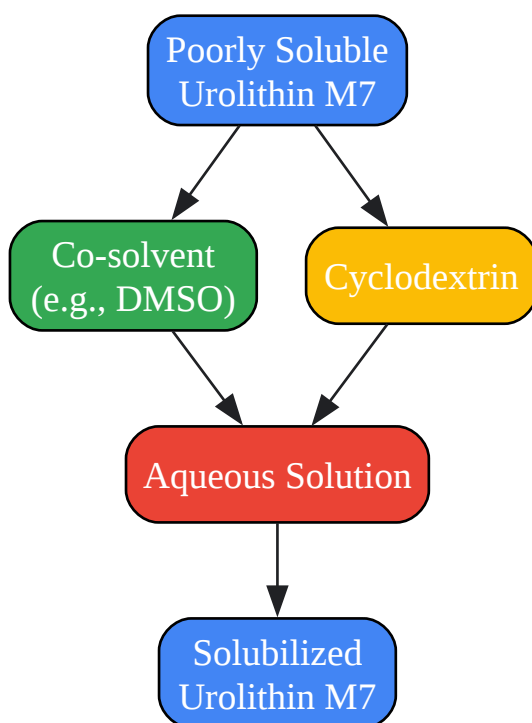 Poorly Soluble
Urolithin M7
Co-solvent
(e.g., DMSO)
Cyclodextrin
Aqueous Solution
Solubilized
Urolithin M7